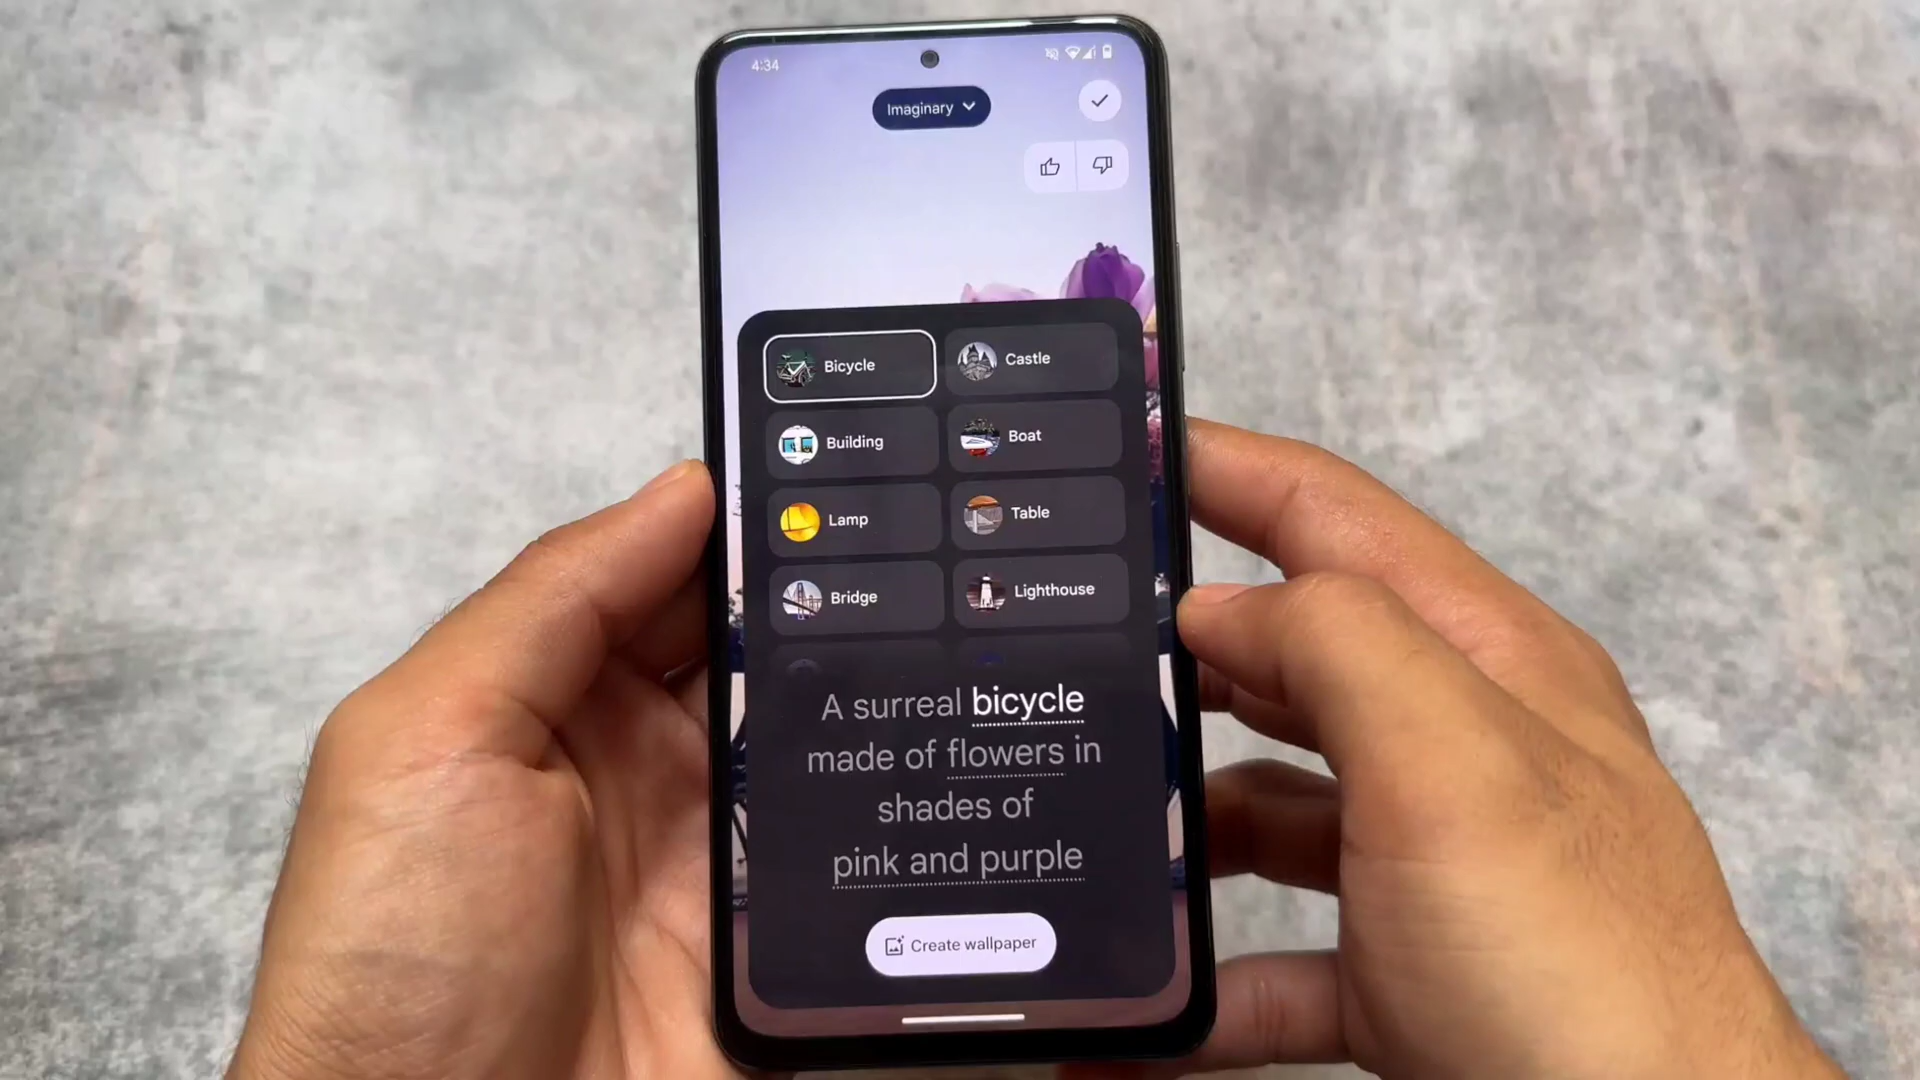 4:34
Imaginary
Bicycle
Castle
Building
Boat
Lamp
Table
Bridge
Lighthouse
A surreal bicycle
made of flowers in
shades of
pink and purple
Create wallpaper